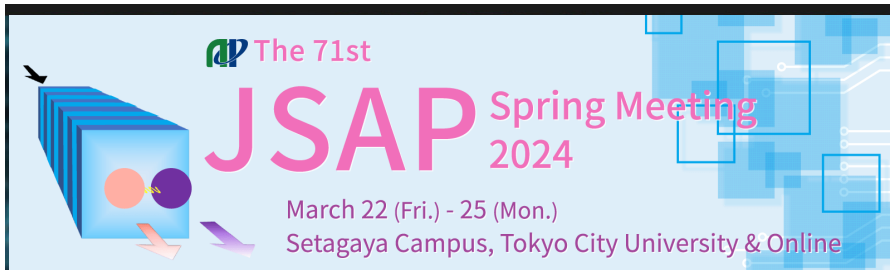 The 71st
JSAP Spring Meeting
2024
March 22 (Fri.) - 25 (Mon.)
Setagaya Campus, Tokyo City University & Online